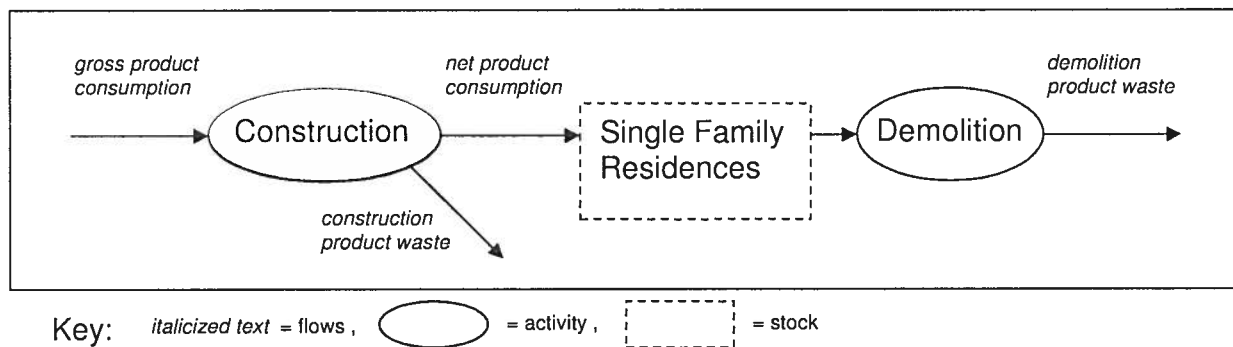 gross product
consumption
net product
consumption
demolition
product waste
Construction
Single Family
Residences
Demolition
construction
product waste
Key: italicized text = flows , = activity , = stock